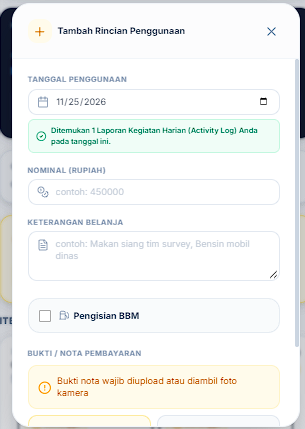 Tambah Rincian Penggunaan
TANGGAL PENGGUNAAN
11/25/2026
Ditemukan 1 Laporan Kegiatan Harian (Activity Log) Anda
pada tanggal ini.
NOMINAL (RUPIAH)
contoh: 450000
KETERANGAN BELANJA
contoh: Makan siang tim survey, Bensin mobil
dinas
Pengisian BBM
BUKTI / NOTA PEMBAYARAN
Bukti nota wajib diupload atau diambil foto
kamera